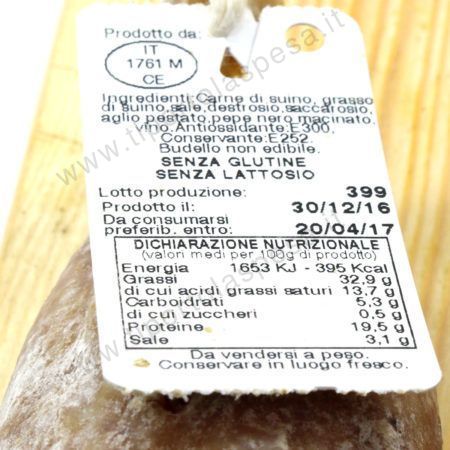 Prodotto da:
IT
1761 M
CE
Ingredienti:Carne di suino, grasso
di suino,sale,destrosio,saccarosio,
aglio pestato,pepe nero macinato,
vino,Antiossidante:E300,
Conservante:E252.
Budello non edibile.
SENZA GLUTINE
SENZA LATTOSIO
Lotto produzione: 399
Prodotto il: 30/12/16
Da consumarsi
preferib. entro: 20/04/17
DICHIARAZIONE NUTRIZIONALE
(valori medi per 100g di prodotto)
Energia 1653 KJ - 395 Kcal
Grassi 32,9 g
di cui acidi grassi saturi 13,7 g
Carboidrati 5,3 g
di cui zuccheri 0,5 g
Proteine 19,5 g
Sale 3,1 g
Da vendersi a peso.
Conservare in luogo fresco.